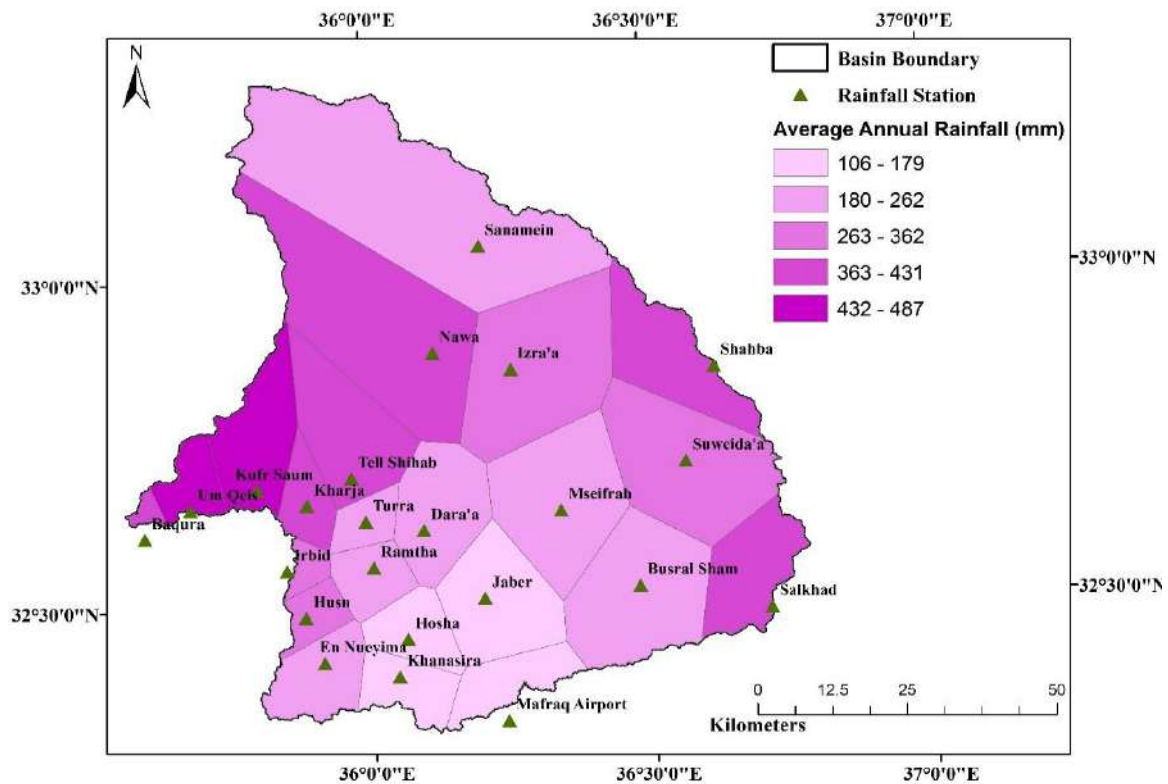 36°0'0"E
36°30'0"E
37°0'0"E
N
Basin Boundary
Rainfall Station
Average Annual Rainfall (mm)
106 - 179
180 - 262
263 - 362
363 - 431
432 - 487
Sanamein
33°0'0"N
33°0'0"N
Nawa
Izra'a
Shahba
Suweida'a
Tell Shihab
Kufr Saum
Um Qeis
Kharja
Mseifrah
Turra
Dara'a
Baqura
Irbid
Ramtha
Jaber
Busral Sham
Salkhad
32°30'0"N
Husn
32°30'0"N
Hosha
En Nueyima
Khanasira
Mafraq Airport
0 12.5 25 50
Kilometers
36°0'0"E
36°30'0"E
37°0'0"E